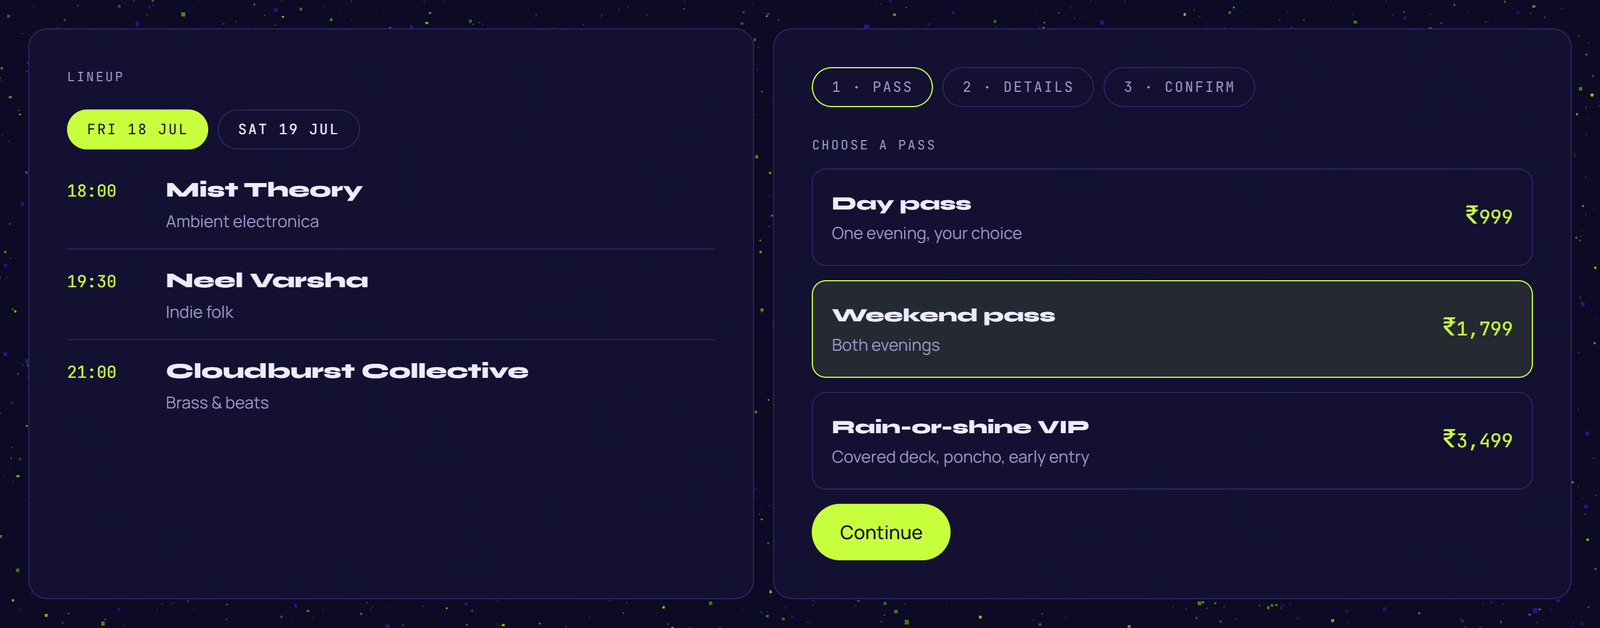 LINEUP
FRI 18 JUL
SAT 19 JUL
18:00
Mist Theory
Ambient electronica
19:30
Neel Varsha
Indie folk
21:00
Cloudburst Collective
Brass & beats
1 · PASS
2 · DETAILS
3 · CONFIRM
CHOOSE A PASS
Day pass
One evening, your choice
₹999
Weekend pass
Both evenings
₹1,799
Rain-or-shine VIP
Covered deck, poncho, early entry
₹3,499
Continue